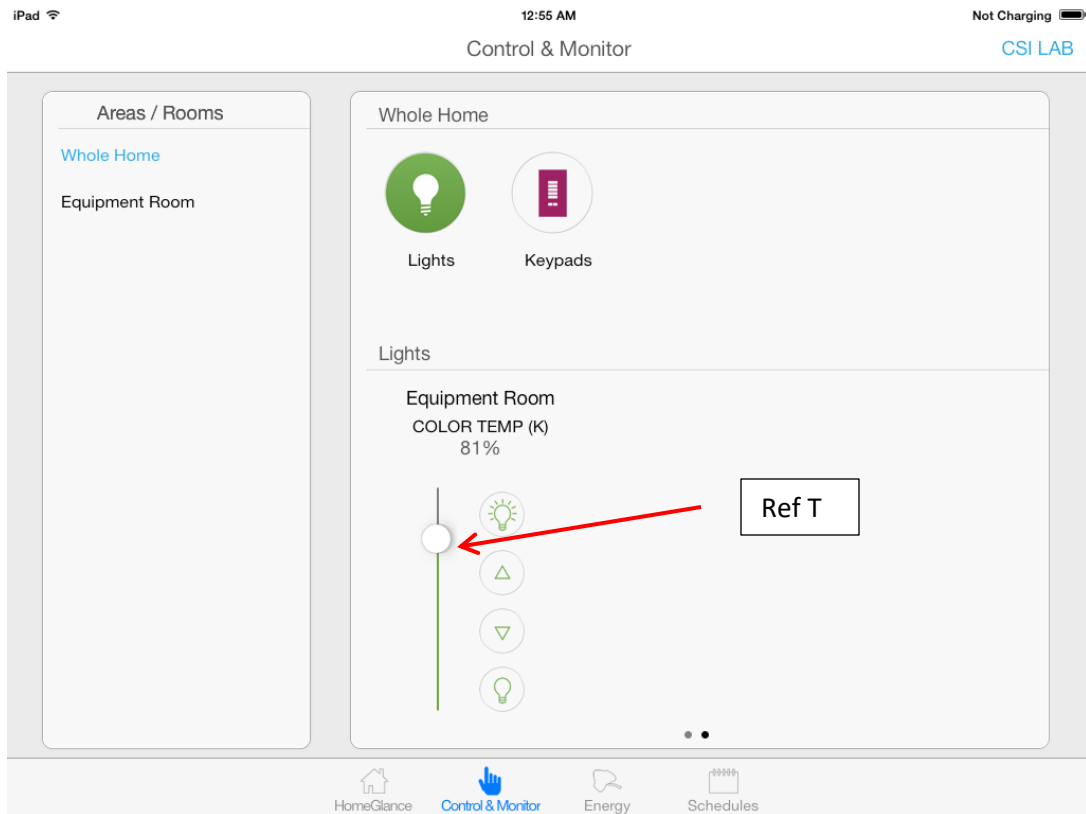 iPad 12:55 AM Not Charging
Control & Monitor CSI LAB
Areas / Rooms
Whole Home
Equipment Room
Whole Home
Lights Keypads
Lights
Equipment Room
COLOR TEMP (K)
81%
Ref T
HomeGlance Control & Monitor Energy Schedules